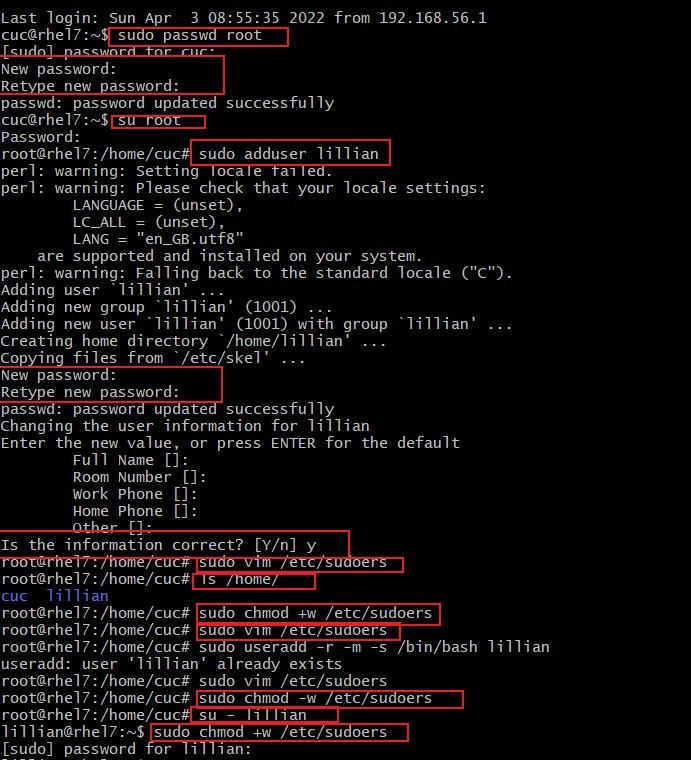 Last login: Sun Apr  3 08:55:35 2022 from 192.168.56.1
cuc@rhel7:~$ sudo passwd root
[sudo] password for cuc:
New password:
Retype new password:
passwd: password updated successfully
cuc@rhel7:~$ su root
Password:
root@rhel7:/home/cuc# sudo adduser lillian
perl: warning: Setting locale failed.
perl: warning: Please check that your locale settings:
        LANGUAGE = (unset),
        LC_ALL = (unset),
        LANG = "en_GB.utf8"
    are supported and installed on your system.
perl: warning: Falling back to the standard locale ("C").
Adding user `lillian' ...
Adding new group `lillian' (1001) ...
Adding new user `lillian' (1001) with group `lillian' ...
Creating home directory `/home/lillian' ...
Copying files from `/etc/skel' ...
New password:
Retype new password:
passwd: password updated successfully
Changing the user information for lillian
Enter the new value, or press ENTER for the default
        Full Name []:
        Room Number []:
        Work Phone []:
        Home Phone []:
        Other []:
Is the information correct? [Y/n] y
root@rhel7:/home/cuc# sudo vim /etc/sudoers
root@rhel7:/home/cuc# ls /home/
cuc  lillian
root@rhel7:/home/cuc# sudo chmod +w /etc/sudoers
root@rhel7:/home/cuc# sudo vim /etc/sudoers
root@rhel7:/home/cuc# sudo useradd -r -m -s /bin/bash lillian
useradd: user 'lillian' already exists
root@rhel7:/home/cuc# sudo vim /etc/sudoers
root@rhel7:/home/cuc# sudo chmod -w /etc/sudoers
root@rhel7:/home/cuc# su - lillian
lillian@rhel7:~$ sudo chmod +w /etc/sudoers
[sudo] password for lillian: